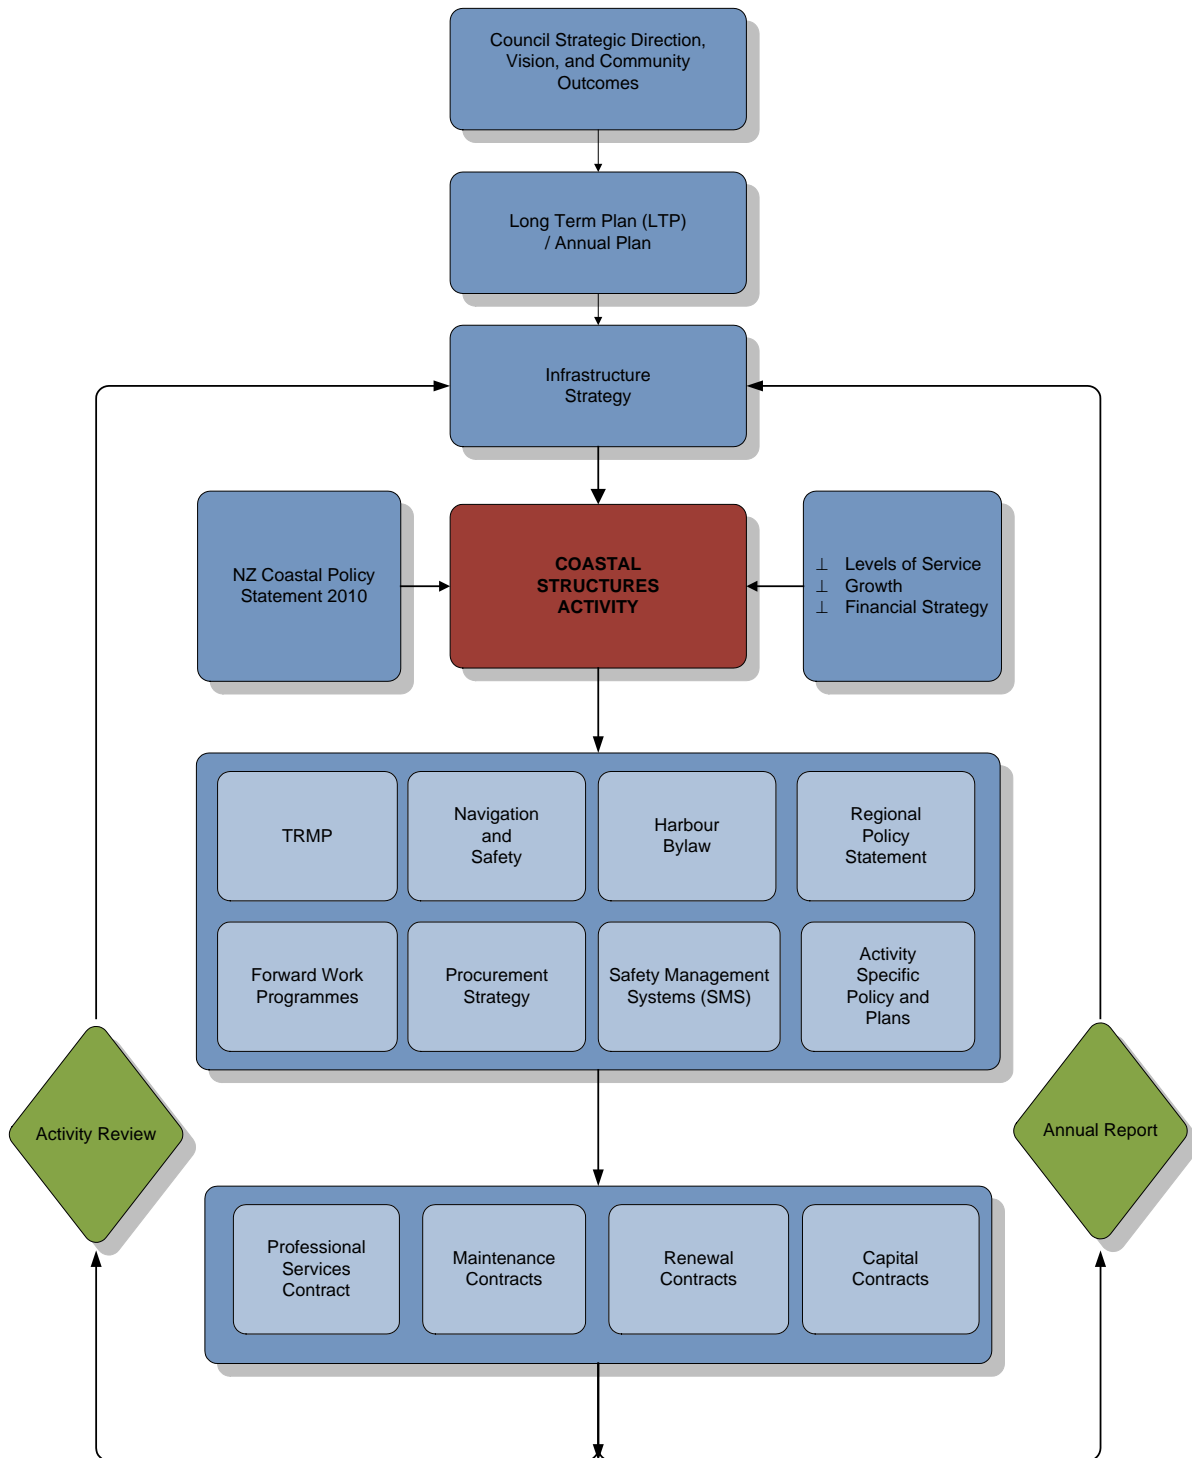 Council Strategic Direction,
Vision, and Community
Outcomes
Long Term Plan (LTP)
/ Annual Plan
Infrastructure
Strategy
NZ Coastal Policy
Statement 2010
COASTAL
STRUCTURES
ACTIVITY
⊥ Levels of Service
⊥ Growth
⊥ Financial Strategy
TRMP
Navigation
and
Safety
Harbour
Bylaw
Regional
Policy
Statement
Forward Work
Programmes
Procurement
Strategy
Safety Management
Systems (SMS)
Activity
Specific
Policy and
Plans
Activity Review
Annual Report
Professional
Services
Contract
Maintenance
Contracts
Renewal
Contracts
Capital
Contracts